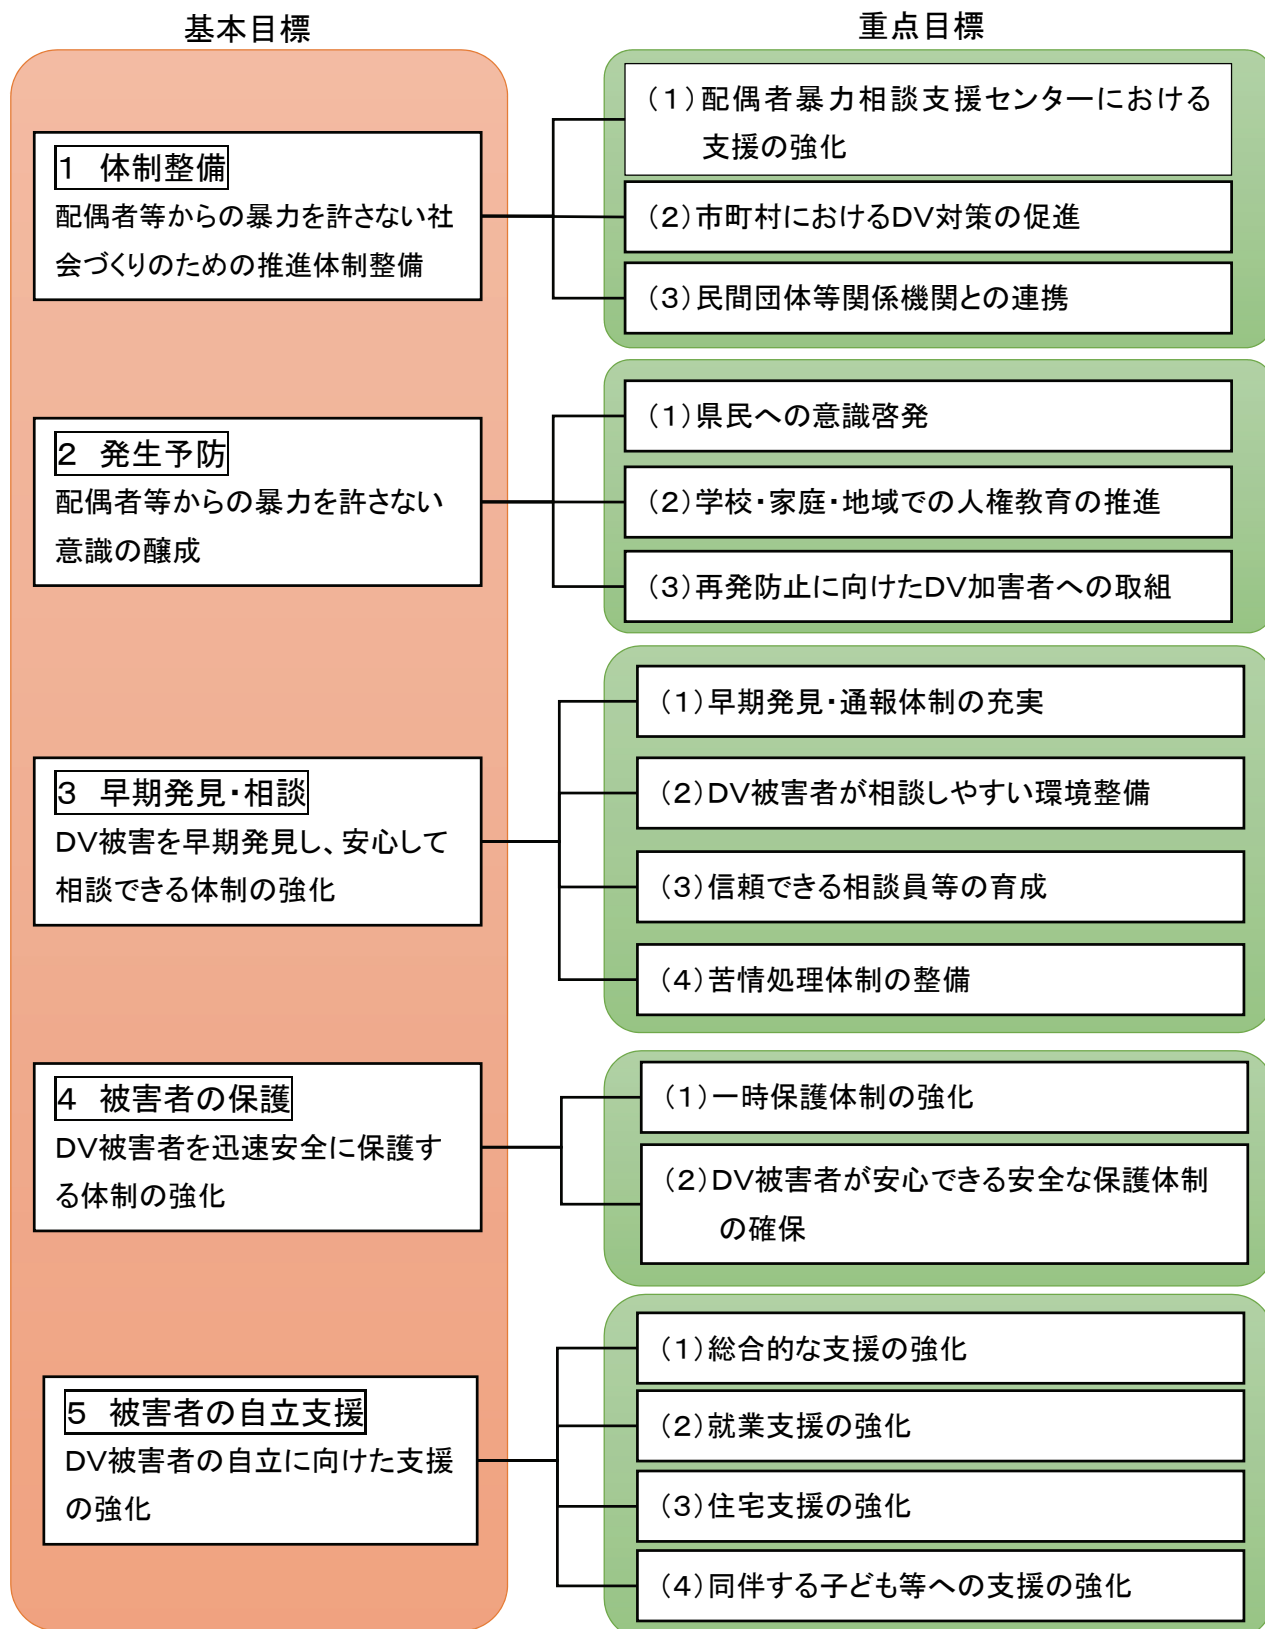 基本目標
重点目標
1 体制整備
配偶者等からの暴力を許さない社
会づくりのための推進体制整備
(1)配偶者暴力相談支援センターにおける
支援の強化
(2)市町村におけるDV対策の促進
(3)民間団体等関係機関との連携
2 発生予防
配偶者等からの暴力を許さない
意識の醸成
(1)県民への意識啓発
(2)学校・家庭・地域での人権教育の推進
(3)再発防止に向けたDV加害者への取組
3 早期発見・相談
DV被害を早期発見し、安心して
相談できる体制の強化
(1)早期発見・通報体制の充実
(2)DV被害者が相談しやすい環境整備
(3)信頼できる相談員等の育成
(4)苦情処理体制の整備
4 被害者の保護
DV被害者を迅速安全に保護す
る体制の強化
(1)一時保護体制の強化
(2)DV被害者が安心できる安全な保護体制
の確保
5 被害者の自立支援
DV被害者の自立に向けた支援
の強化
(1)総合的な支援の強化
(2)就業支援の強化
(3)住宅支援の強化
(4)同伴する子ども等への支援の強化